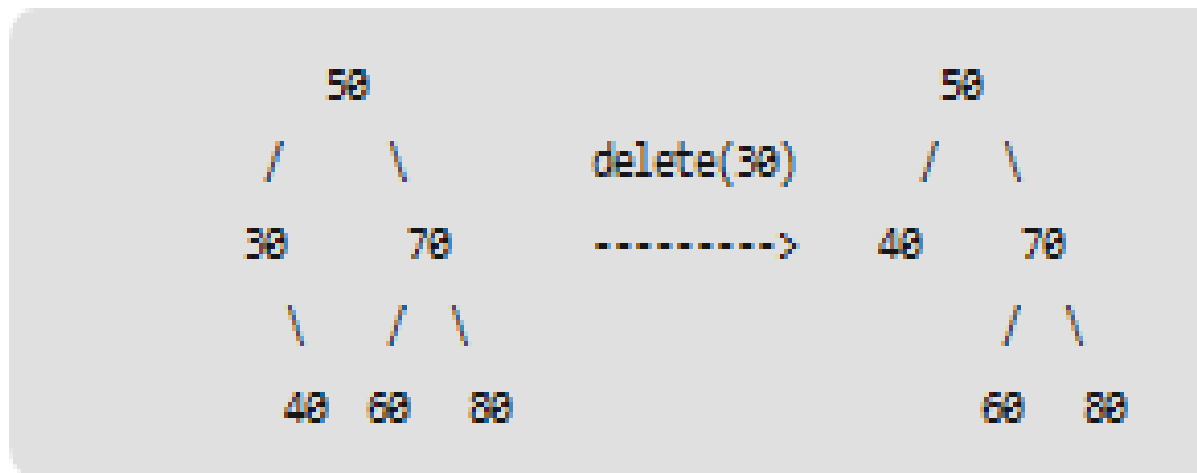 50 50
/ \ delete(30) / \
30 70 ---------> 40 70
\ / \ / \
40 60 80 60 80